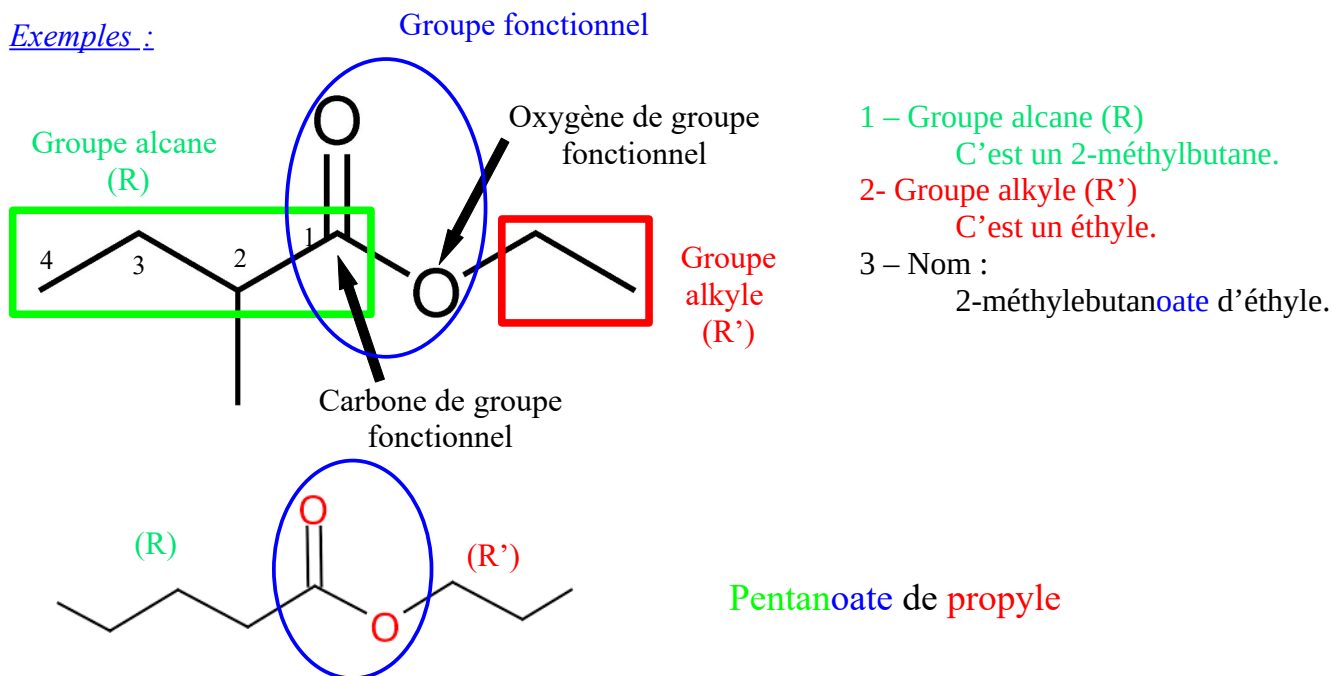 Exemples :
Groupe fonctionnel
O
Oxygène de groupe
fonctionnel
Groupe alcane
(R)
1
2
3
4
O
Groupe
alkyle
(R’)
Carbone de groupe
fonctionnel
1 – Groupe alcane (R)
C’est un 2-méthylbutane.
2- Groupe alkyle (R’)
C’est un éthyle.
3 – Nom :
2-méthylebutanoate d’éthyle.
O
(R)
(R’)
O
Pentanoate de propyle